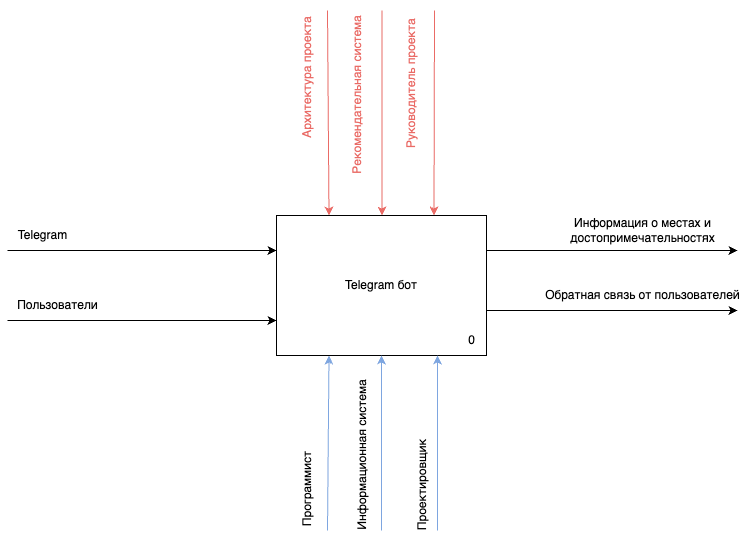 Архитектура проекта
Рекомендательная система
Руководитель проекта
Telegram
Пользователи
Telegram бот
0
Информация о местах и
достопримечательностях
Обратная связь от пользователей
Программист
Информационная система
Проектировщик